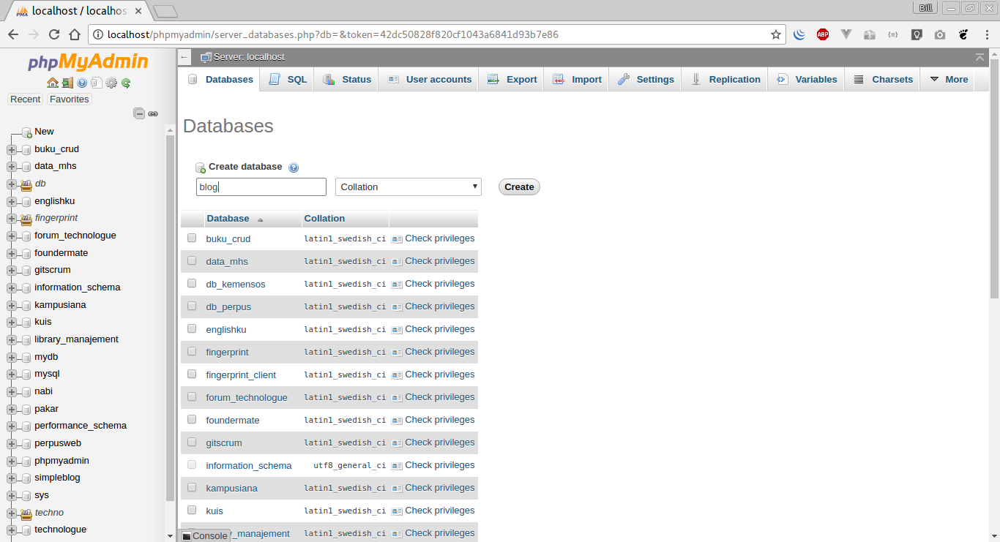 localhost / localhos
Bill
localhost/phpmyadmin/server_databases.php?db=&token=42dc50828f820cf1043a6841d93b7e86
ABP
phpMyAdmin
Recent Favorites
New
buku_crud
data_mhs
db
englishku
fingerprint
forum_technologue
foundermate
gitscrum
information_schema
kampusiana
kuis
library_manajement
mydb
mysql
nabi
pakar
performance_schema
perpusweb
phpmyadmin
simpleblog
sys
techno
technologue
Server: localhost
Databases SQL Status User accounts Export Import Settings Replication Variables Charsets More
Databases
Create database
blog Collation Create
Database Collation
buku_crud latin1_swedish_ci Check privileges
data_mhs latin1_swedish_ci Check privileges
db_kemensos latin1_swedish_ci Check privileges
db_perpus latin1_swedish_ci Check privileges
englishku latin1_swedish_ci Check privileges
fingerprint latin1_swedish_ci Check privileges
fingerprint_client latin1_swedish_ci Check privileges
forum_technologue latin1_swedish_ci Check privileges
foundermate latin1_swedish_ci Check privileges
gitscrum latin1_swedish_ci Check privileges
information_schema utf8_general_ci Check privileges
kampusiana latin1_swedish_ci Check privileges
kuis latin1_swedish_ci Check privileges
y_manajement latin1_swedish_ci Check privileges
Console